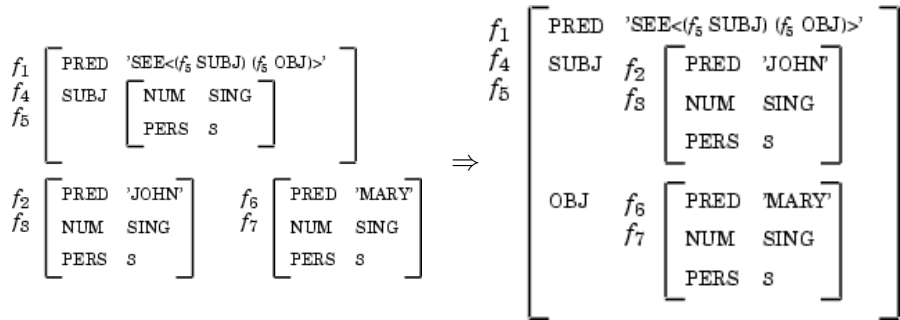 f1 PRED 'SEE<(f5 SUBJ) (f5 OBJ)>'
f4 SUBJ NUM SING
f5 PERS 3
f2 PRED 'JOHN'
f3 NUM SING
PERS 3
f6 PRED 'MARY'
f7 NUM SING
PERS 3
⇒
f1 PRED 'SEE<(f5 SUBJ) (f5 OBJ)>'
f4 SUBJ f2 PRED 'JOHN'
f5 f3 NUM SING
PERS 3
OBJ f6 PRED 'MARY'
f7 NUM SING
PERS 3